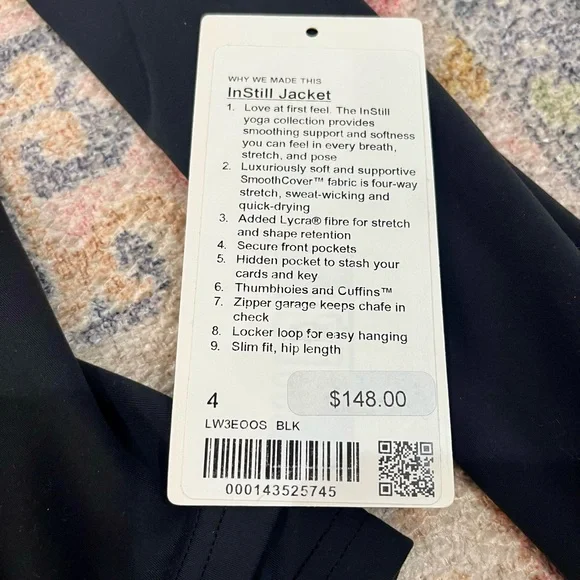 WHY WE MADE THIS
InStill Jacket
1. Love at first feel. The InStill
yoga collection provides
smoothing support and softness
you can feel in every breath,
stretch, and pose
2. Luxuriously soft and supportive
SmoothCover™ fabric is four-way
stretch, sweat-wicking and
quick-drying
3. Added Lycra® fibre for stretch
and shape retention
4. Secure front pockets
5. Hidden pocket to stash your
cards and key
6. Thumbholes and Cuffins™
7. Zipper garage keeps chafe in
check
8. Locker loop for easy hanging
9. Slim fit, hip length
4 $148.00
LW3EOOS BLK
000143525745